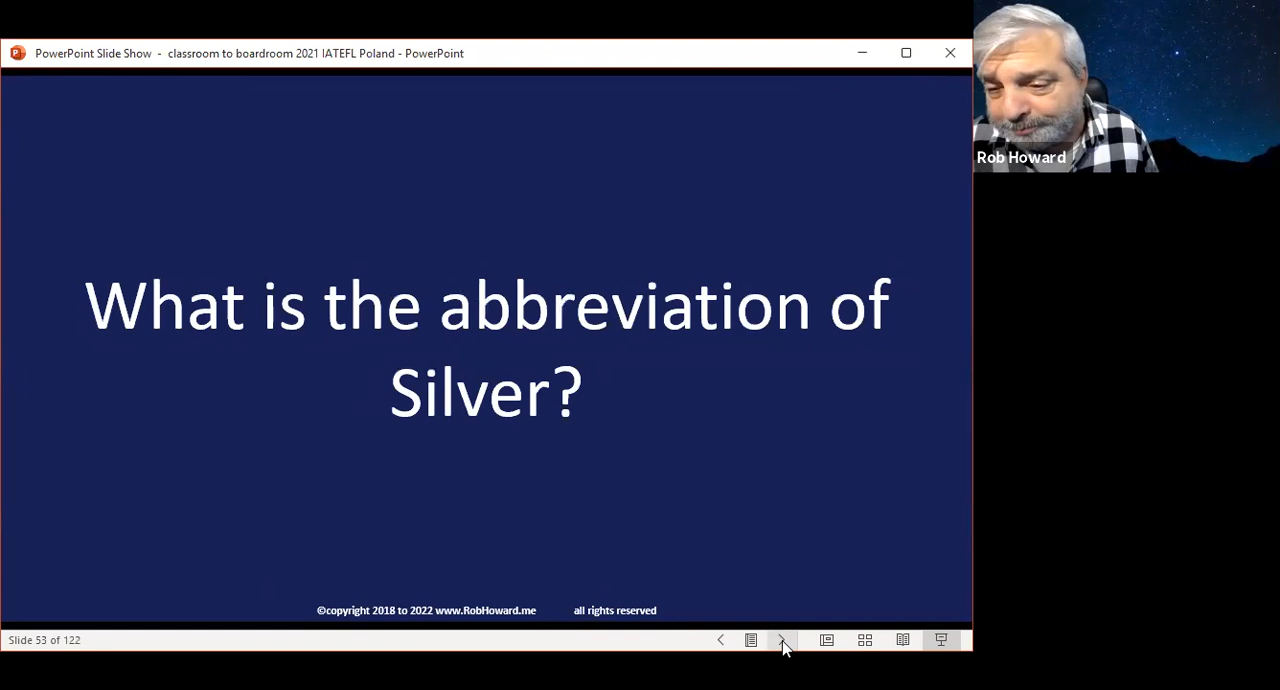 PowerPoint Slide Show - classroom to boardroom 2021 IATEFL Poland - PowerPoint
Rob Howard
What is the abbreviation of
Silver?
©copyright 2018 to 2022 www.RobHoward.me all rights reserved
Slide 53 of 122